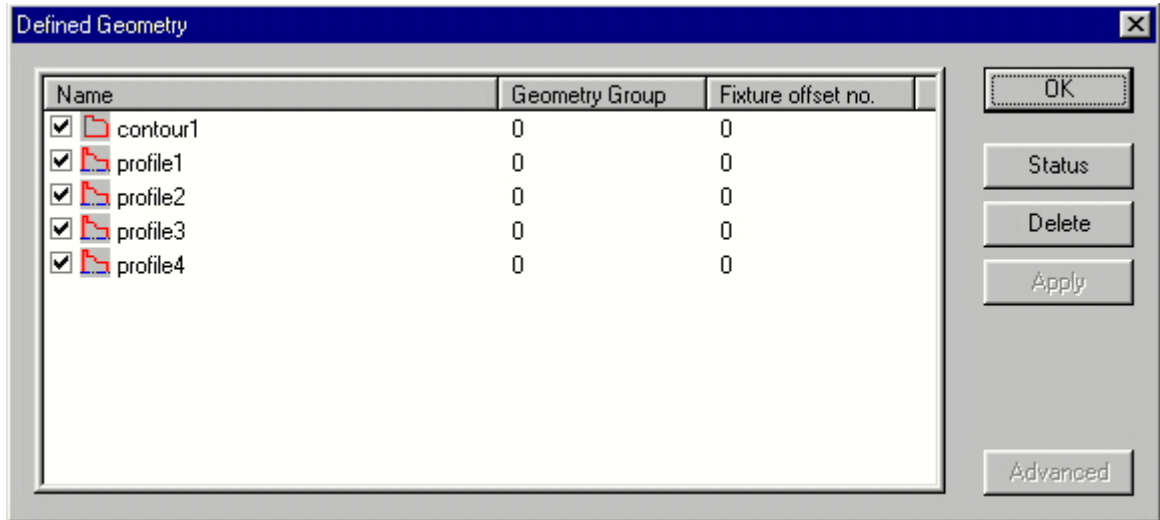 Defined Geometry
Name Geometry Group Fixture offset no. OK
contour1 0 0
profile1 0 0 Status
profile2 0 0
profile3 0 0 Delete
profile4 0 0
Apply
Advanced